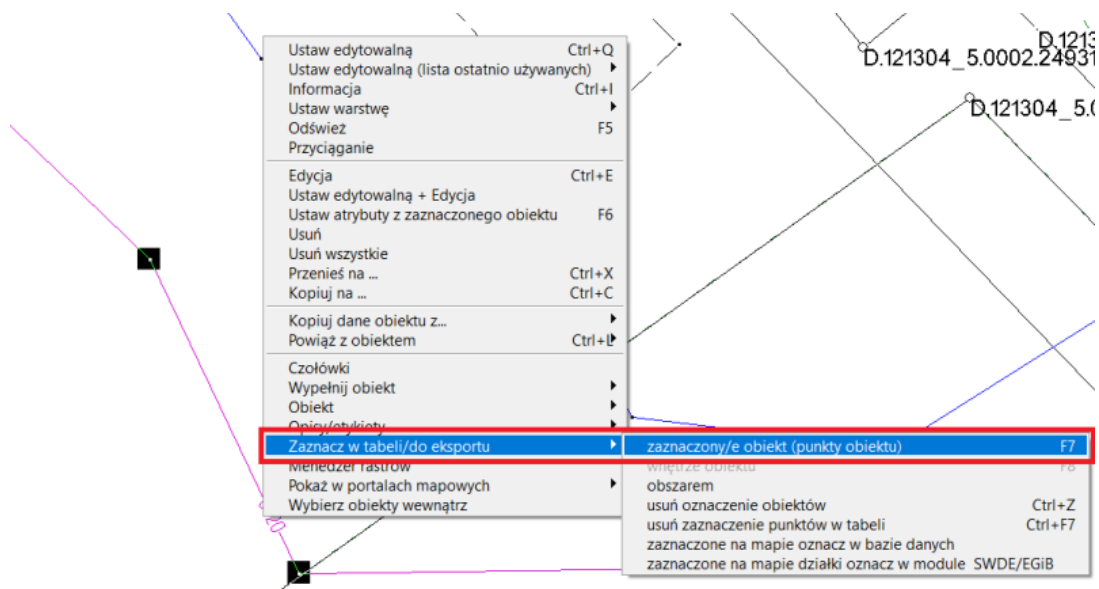 D.1213
D.121304_5.0002.24931
D.121304_5.0
Ustaw edytowalną Ctrl+Q
Ustaw edytowalną (lista ostatnio używanych)
Informacja Ctrl+I
Ustaw warstwę
Odśwież F5
Przyciąganie
Edycja Ctrl+E
Ustaw edytowalną + Edycja
Ustaw atrybuty z zaznaczonego obiektu F6
Usuń
Usuń wszystkie
Przenieś na ... Ctrl+X
Kopiuj na ... Ctrl+C
Kopiuj dane obiektu z...
Powiąż z obiektem Ctrl+L
Czołówki
Wypełnij obiekt
Obiekt
Opisy/etykiety
Zaznacz w tabeli/do eksportu
Menedżer rastrów
Pokaż w portalach mapowych
Wybierz obiekty wewnątrz
zaznaczony/e obiekt (punkty obiektu) F7
wnętrze obiektu F8
obszarem
usuń oznaczenie obiektów Ctrl+Z
usuń zaznaczenie punktów w tabeli Ctrl+F7
zaznaczone na mapie oznacz w bazie danych
zaznaczone na mapie działki oznacz w module SWDE/EGiB